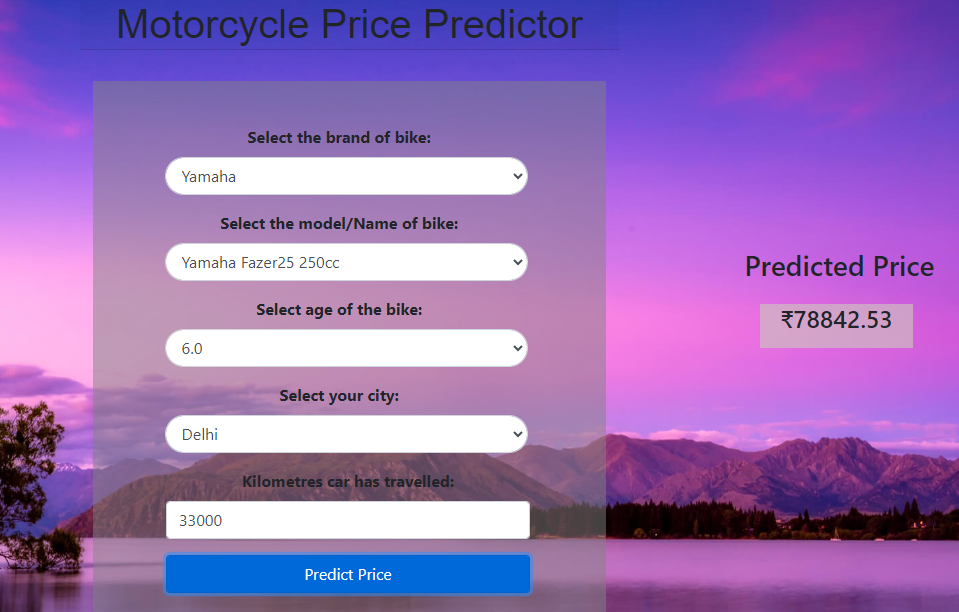 Motorcycle Price Predictor
Select the brand of bike:
Yamaha
Select the model/Name of bike:
Yamaha Fazer25 250cc
Select age of the bike:
6.0
Select your city:
Delhi
Kilometres car has travelled:
33000
Predict Price
Predicted Price
₹78842.53